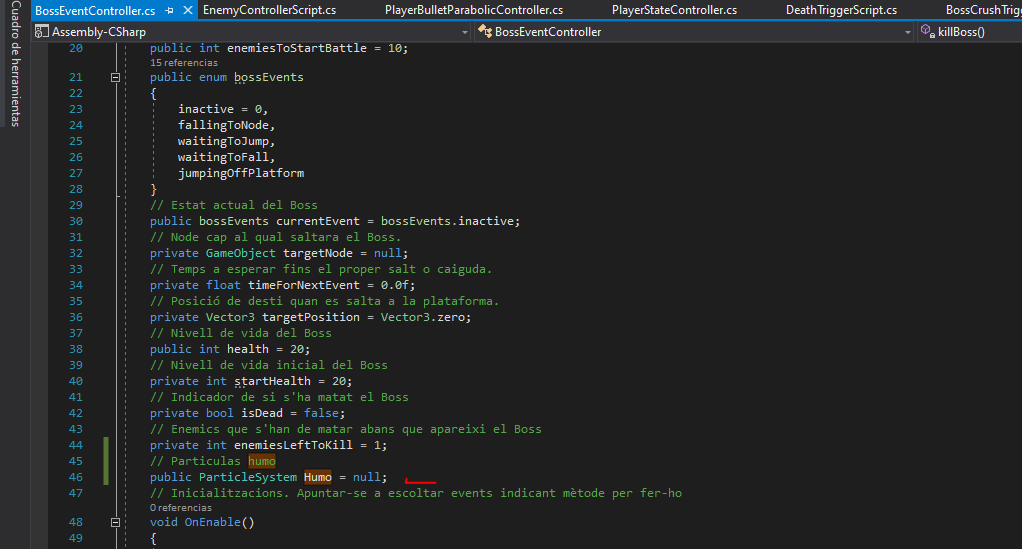 Cuadro de herramientas
BossEventController.cs
EnemyControllerScript.cs
PlayerBulletParabolicController.cs
PlayerStateController.cs
DeathTriggerScript.cs
BossCrushTrigg
Assembly-CSharp
BossEventController
killBoss()
20 public int enemiesToStartBattle = 10;
15 referencias
21 public enum bossEvents
22 {
23 inactive = 0,
24 fallingToNode,
25 waitingToJump,
26 waitingToFall,
27 jumpingOffPlatform
28 }
29 // Estat actual del Boss
30 public bossEvents currentEvent = bossEvents.inactive;
31 // Node cap al qual saltara el Boss.
32 private GameObject targetNode = null;
33 // Temps a esperar fins el proper salt o caiguda.
34 private float timeForNextEvent = 0.0f;
35 // Posició de desti quan es salta a la plataforma.
36 private Vector3 targetPosition = Vector3.zero;
37 // Nivell de vida del Boss
38 public int health = 20;
39 // Nivell de vida inicial del Boss
40 private int startHealth = 20;
41 // Indicador de si s'ha matat el Boss
42 private bool isDead = false;
43 // Enemics que s'han de matar abans que apareixi el Boss
44 private int enemiesLeftToKill = 1;
45 // Particulas humo
46 public ParticleSystem Humo = null;
47 // Inicialitzacions. Apuntar-se a escoltar events indicant mètode per fer-ho
0 referencias
48 void OnEnable()
49 {